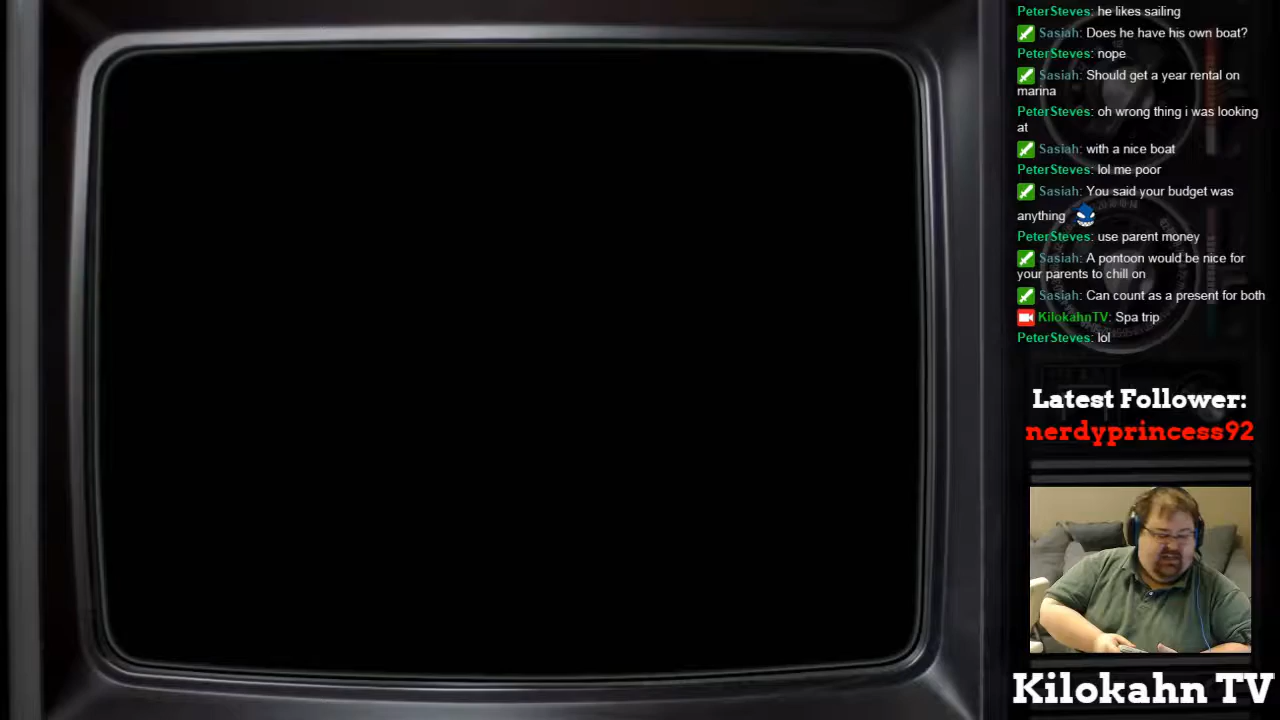 PeterSteves: he likes sailing
Sasiah: Does he have his own boat?
PeterSteves: nope
Sasiah: Should get a year rental on
marina
PeterSteves: oh wrong thing i was looking
at
Sasiah: with a nice boat
PeterSteves: lol me poor
Sasiah: You said your budget was
anything
PeterSteves: use parent money
Sasiah: A pontoon would be nice for
your parents to chill on
Sasiah: Can count as a present for both
KilokahnTV: Spa trip
PeterSteves: lol
Latest Follower:
nerdyprincess92
Kilokahn TV